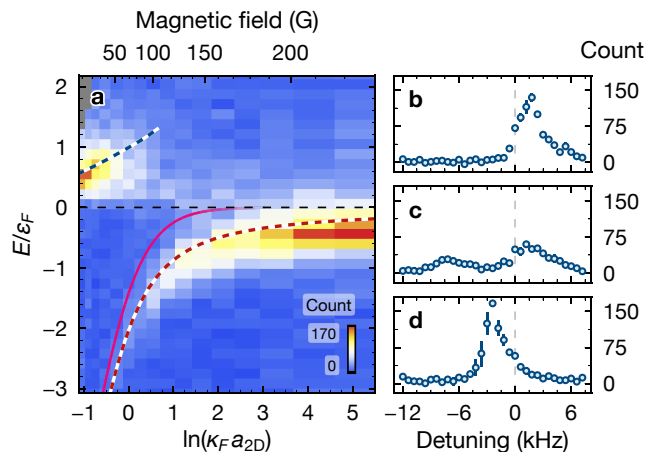 Magnetic field (G)
50 100 150 200
Count
a
2
1
0
−1
−2
−3
E/εF
Count
170
0
−1 0 1 2 3 4 5
ln(κF a2D)
b
150
75
0
c
150
75
0
d
150
75
0
−12 −6 0 6
Detuning (kHz)